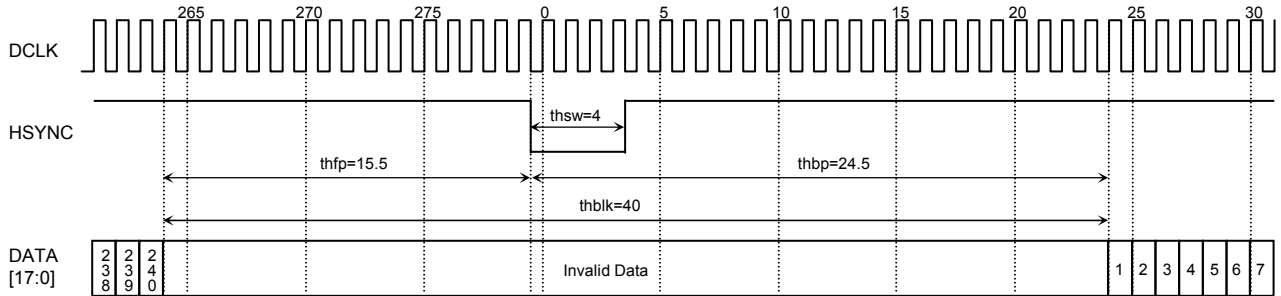 265 270 275 0 5 10 15 20 25 30
DCLK
HSYNC
thsw=4
thfp=15.5 thbp=24.5
thblk=40
DATA
[17:0]
238 239 240 Invalid Data 1 2 3 4 5 6 7